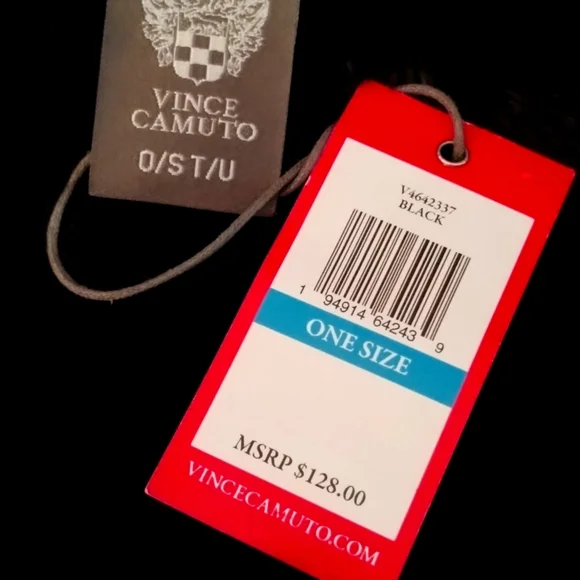 VINCE
CAMUTO
O/S T/U
V4642337
BLACK
1 94914 64243 9
ONE SIZE
MSRP $128.00
VINCECAMUTO.COM